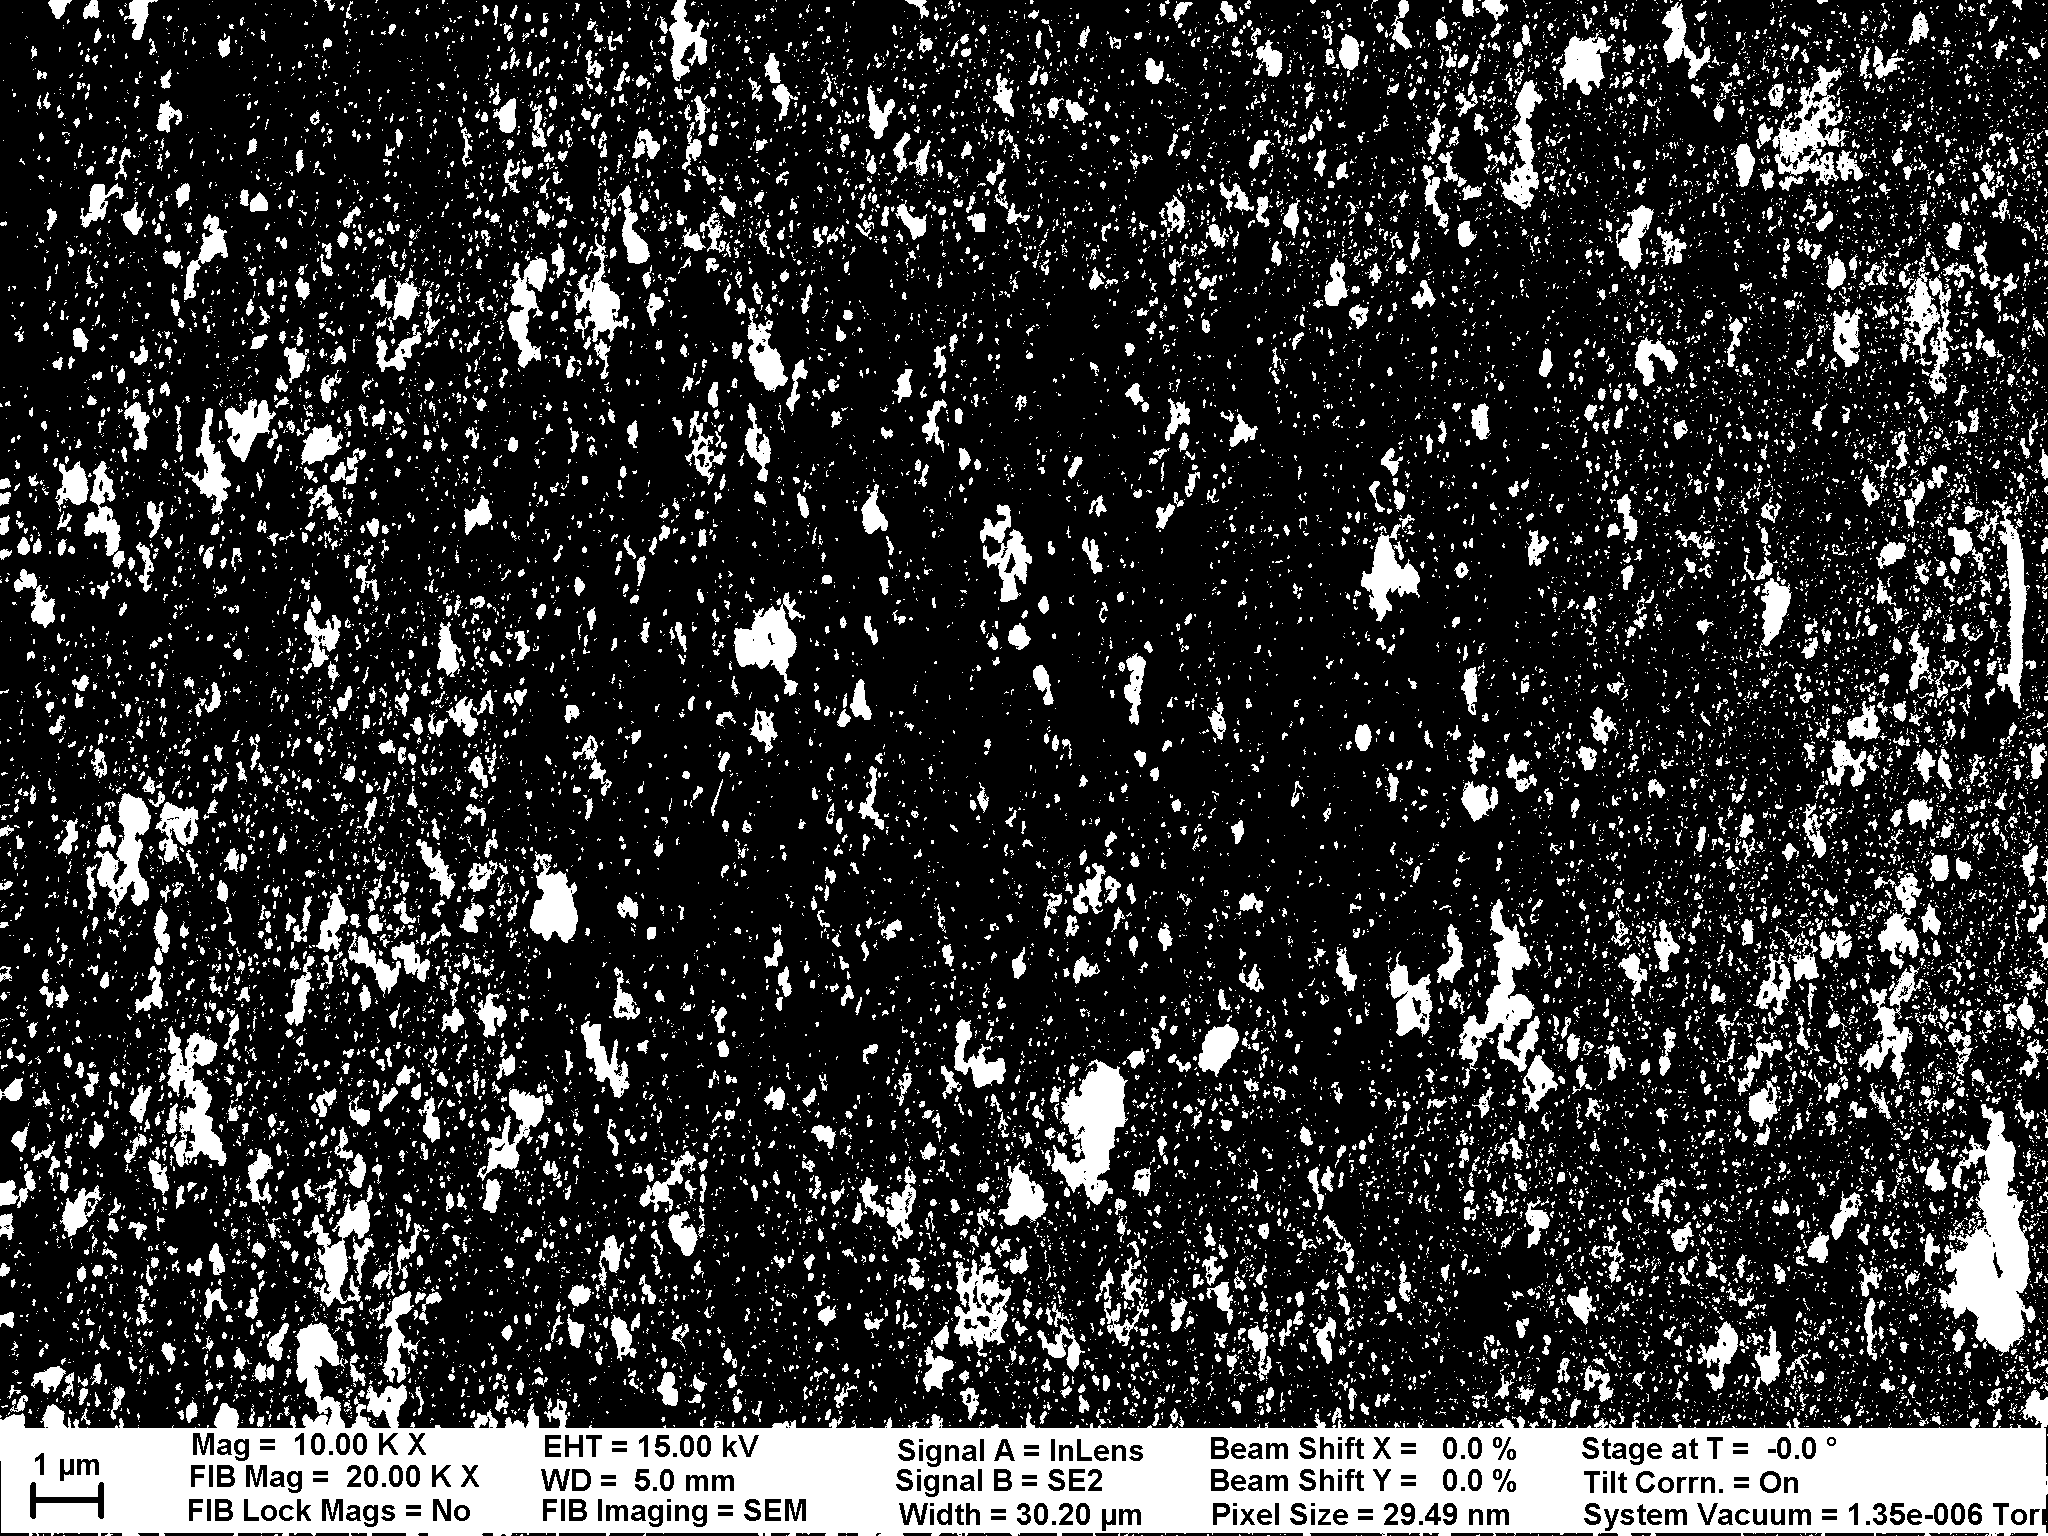 1 µm
Mag = 10.00 K X
FIB Mag = 20.00 K X
FIB Lock Mags = No
EHT = 15.00 kV
WD = 5.0 mm
FIB Imaging = SEM
Signal A = InLens
Signal B = SE2
Width = 30.20 µm
Beam Shift X = 0.0 %
Beam Shift Y = 0.0 %
Pixel Size = 29.49 nm
Stage at T = -0.0 °
Tilt Corrn. = On
System Vacuum = 1.35e-006